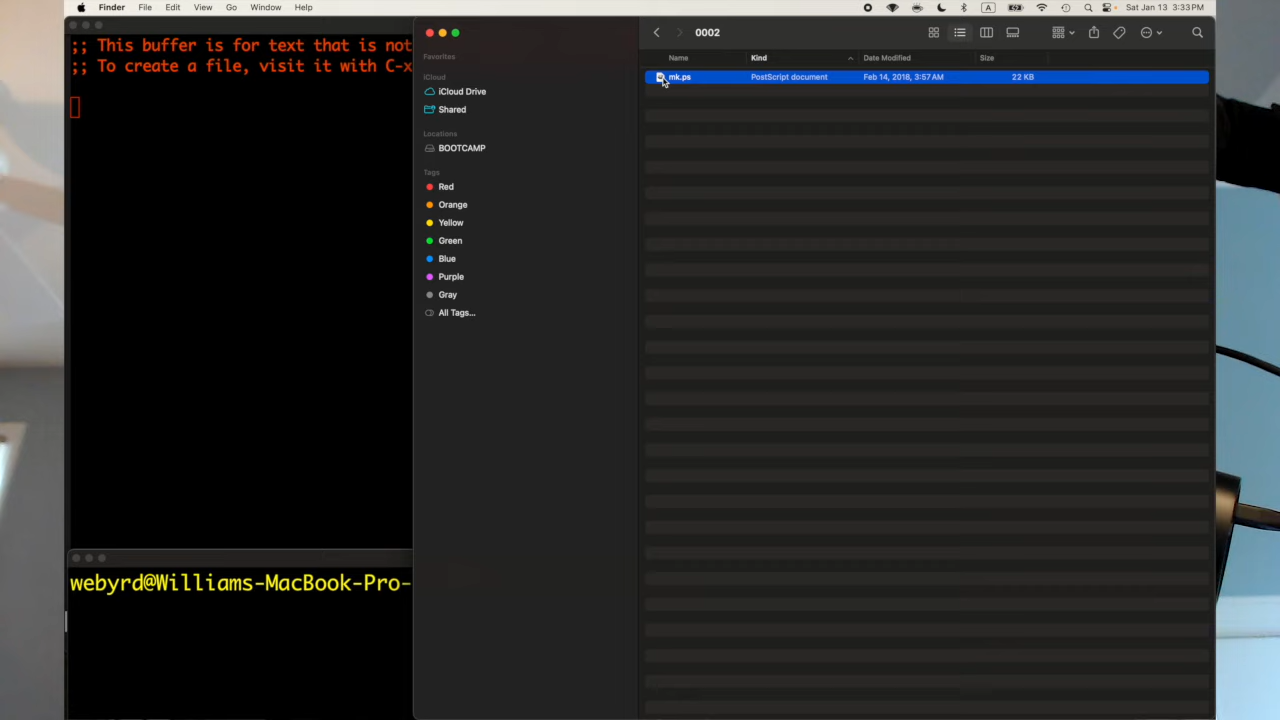 Finder File Edit View Go Window Help A Sat Jan 13 3:33 PM
;; This buffer is for text that is not
;; To create a file, visit it with C-x
webyrd@Williams-MacBook-Pro-
Favorites
iCloud
iCloud Drive
Shared
Locations
BOOTCAMP
Tags
Red
Orange
Yellow
Green
Blue
Purple
Gray
All Tags...
0002
Name Kind Date Modified Size
mk.ps PostScript document Feb 14, 2018, 3:57 AM 22 KB